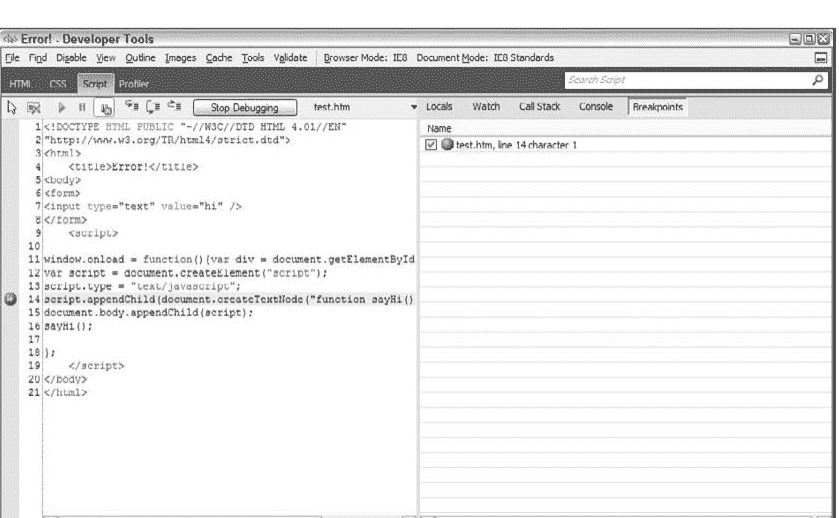 Error! - Developer Tools
File Find Disable View Outline Images Cache Tools Validate Browser Mode: IE8 Document Mode: IE8 Standards
HTML CSS Script Profiler Search Script
Stop Debugging test.htm Locals Watch Call Stack Console Breakpoints
Name
test.htm, line 14 character 1
1 <!DOCTYPE HTML PUBLIC "-//W3C//DTD HTML 4.01//EN"
2 "http://www.w3.org/TR/html4/strict.dtd">
3 <html>
4 <title>Error!</title>
5 <body>
6 <form>
7 <input type="text" value="hi" />
8 </form>
9 <script>
10
11 window.onload = function(){var div = document.getElementById
12 var script = document.createElement("script");
13 script.type = "text/javascript";
14 script.appendChild(document.createTextNode("function sayHi()
15 document.body.appendChild(script);
16 sayHi();
17
18 };
19 </script>
20 </body>
21 </html>